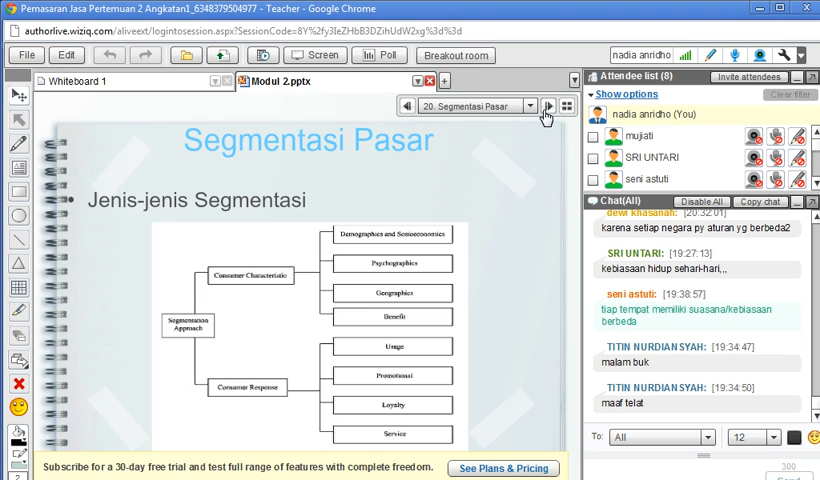 Pemasaran Jasa Pertemuan 2 Angkatan1_6348379504977 - Teacher - Google Chrome
authorlive.wiziq.com/aliveext/logintosession.aspx?SessionCode=8Y%2fy3IeZHbB3DZihUdW2xg%3d%3d
File Edit Screen Poll Breakout room nadia anridho
Whiteboard 1 Modul 2.pptx
20. Segmentasi Pasar
Segmentasi Pasar
• Jenis-jenis Segmentasi
Segmentation Approach
Consumer Characteristic
Demographics and Socioeconomics
Psychographics
Geographics
Benefit
Consumer Response
Usage
Promotional
Loyalty
Service
Subscribe for a 30-day free trial and test full range of features with complete freedom. See Plans & Pricing
2
Attendee list (8) Invite attendees
Show options Clear filter
nadia anridho (You)
mujiati
SRI UNTARI
seni astuti
Chat(All) Disable All Copy chat
dewi khasanah: [20:32:01]
karena setiap negara py aturan yg berbeda2
SRI UNTARI: [19:27:13]
kebiasaan hidup sehari-hari,,,
seni astuti: [19:38:57]
tiap tempat memiliki suasana/kebiasaan
berbeda
TITIN NURDIANSYAH: [19:34:47]
malam buk
TITIN NURDIANSYAH: [19:34:50]
maaf telat
To: All 12
300
Send